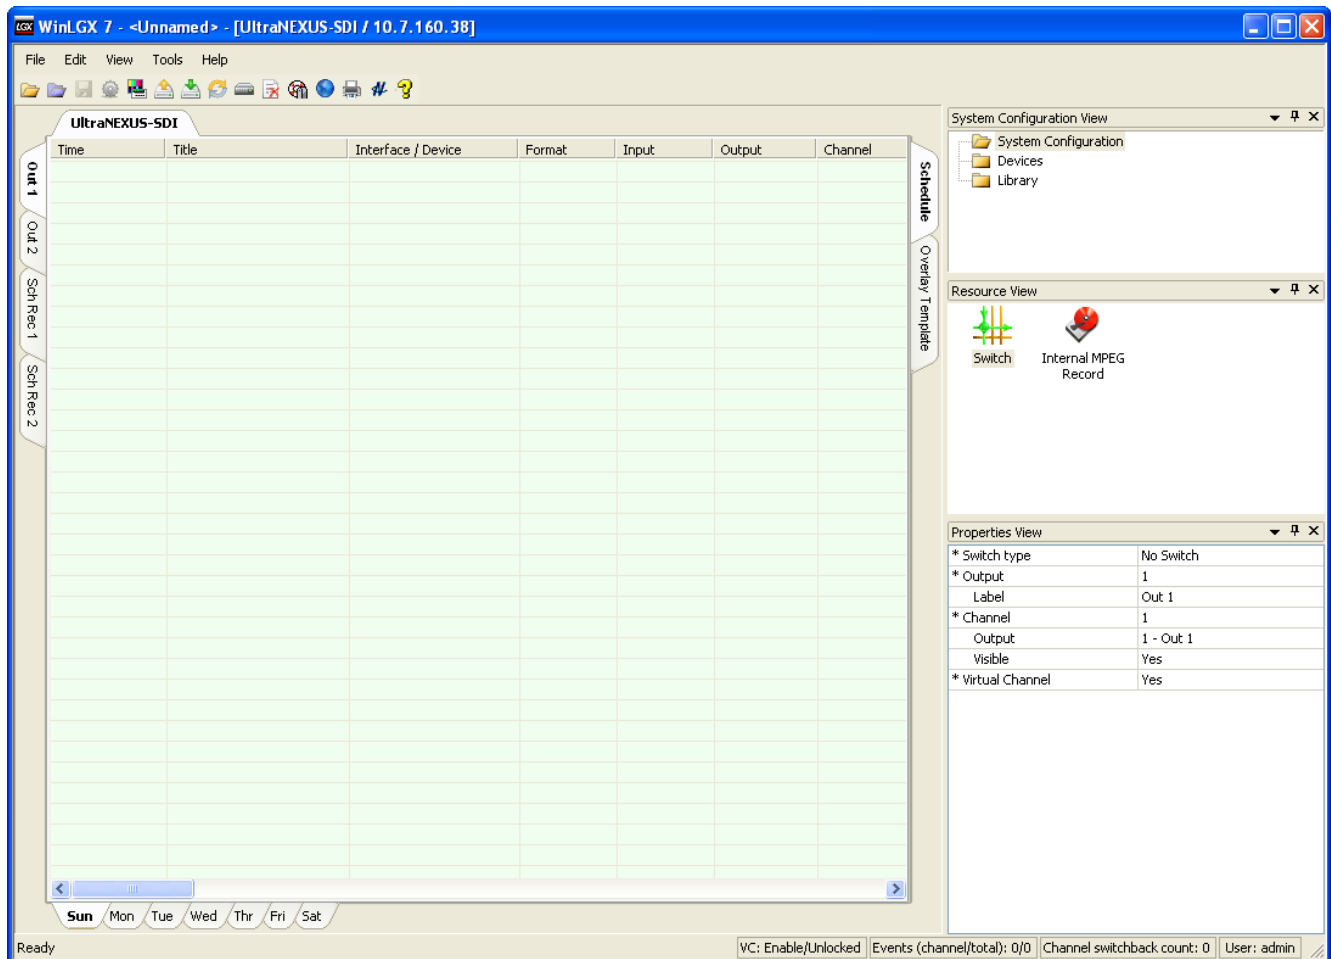 LGX WinLGX 7 - <Unnamed> - [UltraNEXUS-SDI / 10.7.160.38]
File Edit View Tools Help
UltraNEXUS-SDI
Time Title Interface / Device Format Input Output Channel
Out 1
Out 2
Sch Rec 1
Sch Rec 2
Schedule
Overlay Template
Sun Mon Tue Wed Thr Fri Sat
System Configuration View
System Configuration
Devices
Library
Resource View
Switch
Internal MPEG
Record
Properties View
* Switch type No Switch
* Output 1
Label Out 1
* Channel 1
Output 1 - Out 1
Visible Yes
* Virtual Channel Yes
Ready VC: Enable/Unlocked Events (channel/total): 0/0 Channel switchback count: 0 User: admin